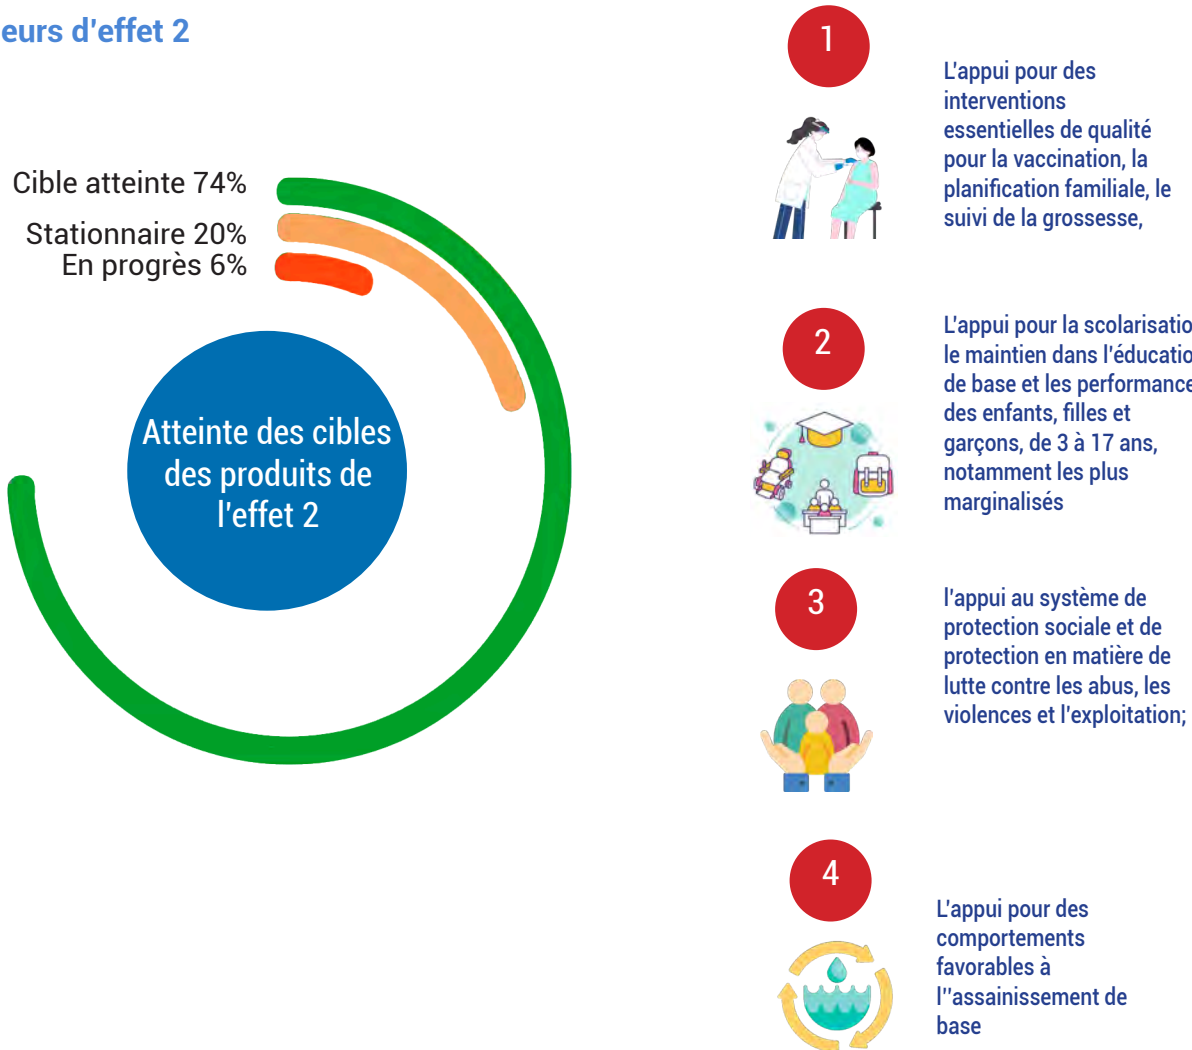 eurs d'effet 2
Cible atteinte 74%
Stationnaire 20%
En progrès 6%
Atteinte des cibles
des produits de
l'effet 2
1
L'appui pour des
interventions
essentielles de qualité
pour la vaccination, la
planification familiale, le
suivi de la grossesse,
2
L'appui pour la scolarisatio
le maintien dans l'éducatio
de base et les performance
des enfants, filles et
garçons, de 3 à 17 ans,
notamment les plus
marginalisés
3
l'appui au système de
protection sociale et de
protection en matière de
lutte contre les abus, les
violences et l'exploitation;
4
L'appui pour des
comportements
favorables à
l''assainissement de
base